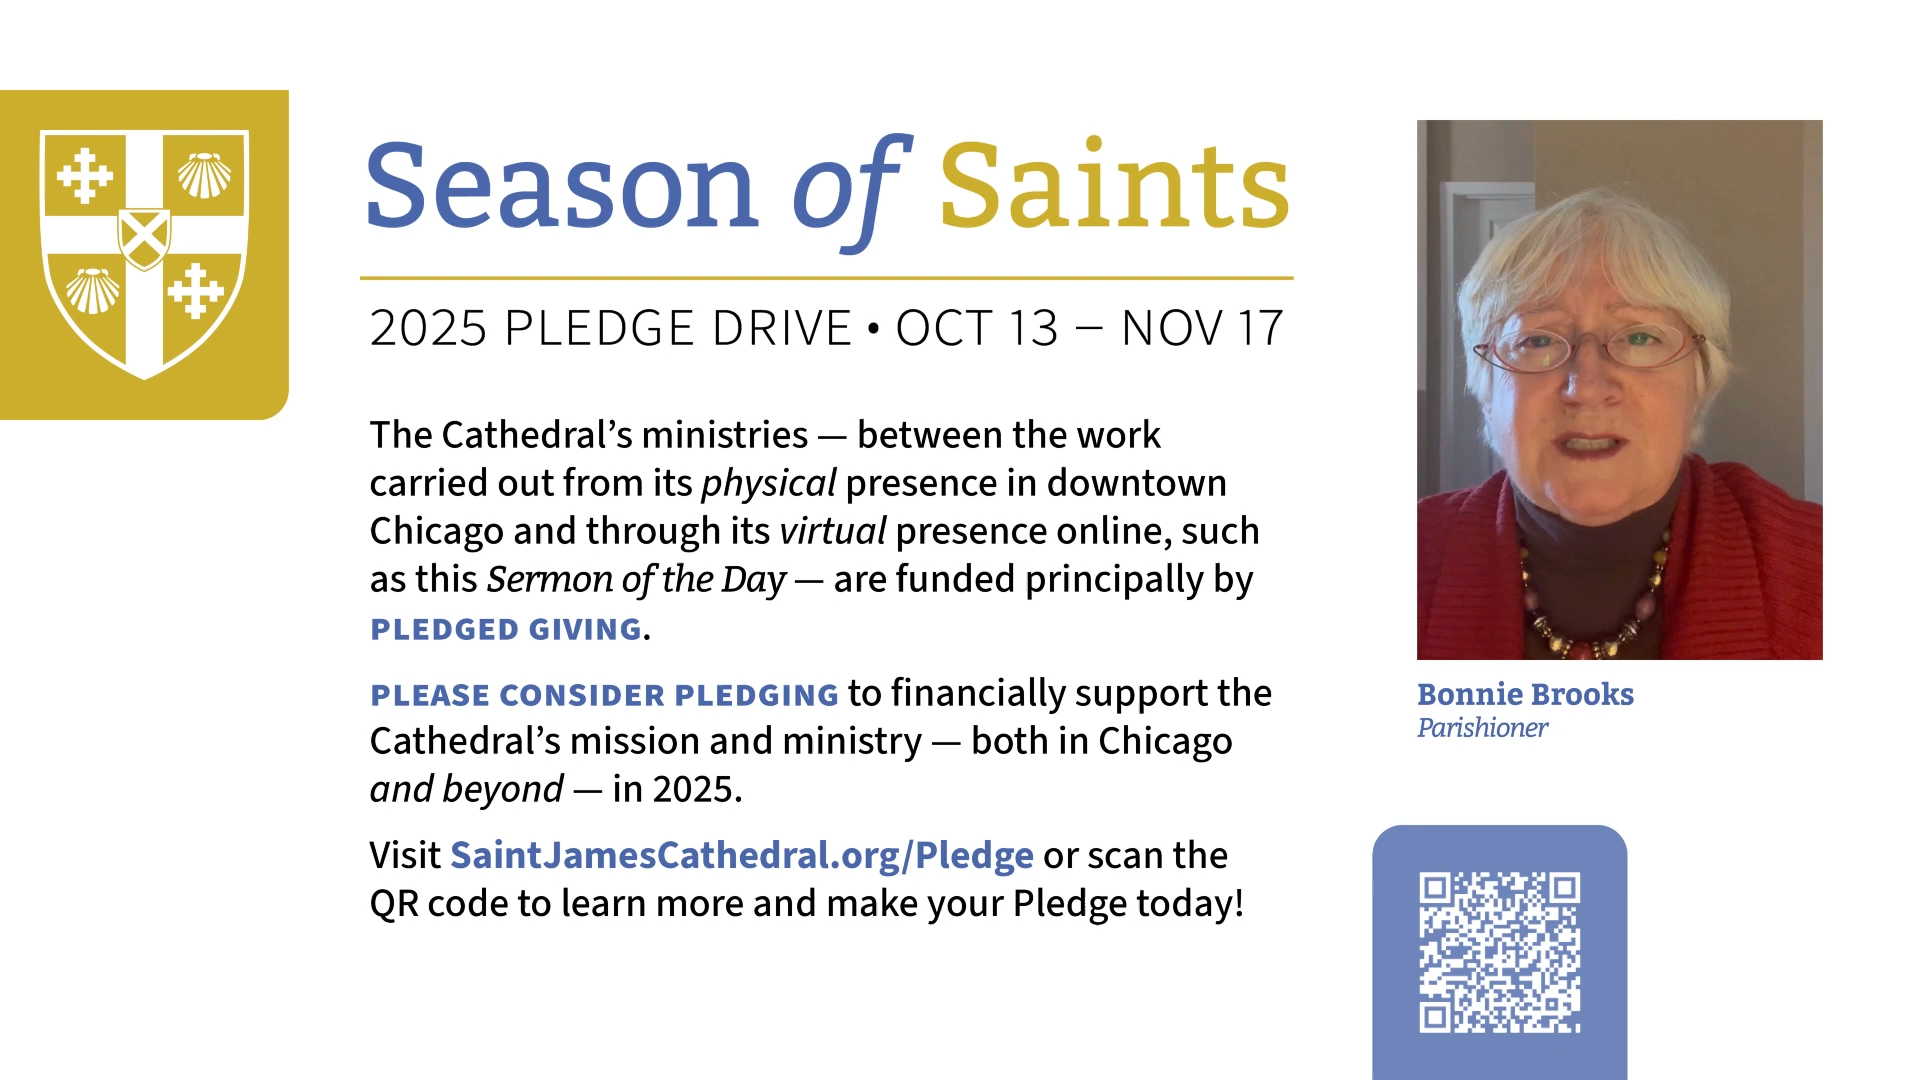 Season of Saints
2025 PLEDGE DRIVE • OCT 13 – NOV 17
The Cathedral’s ministries — between the work
carried out from its physical presence in downtown
Chicago and through its virtual presence online, such
as this Sermon of the Day — are funded principally by
PLEDGED GIVING.
PLEASE CONSIDER PLEDGING to financially support the
Cathedral’s mission and ministry — both in Chicago
and beyond — in 2025.
Visit SaintJamesCathedral.org/Pledge or scan the
QR code to learn more and make your Pledge today!
Bonnie Brooks
Parishioner